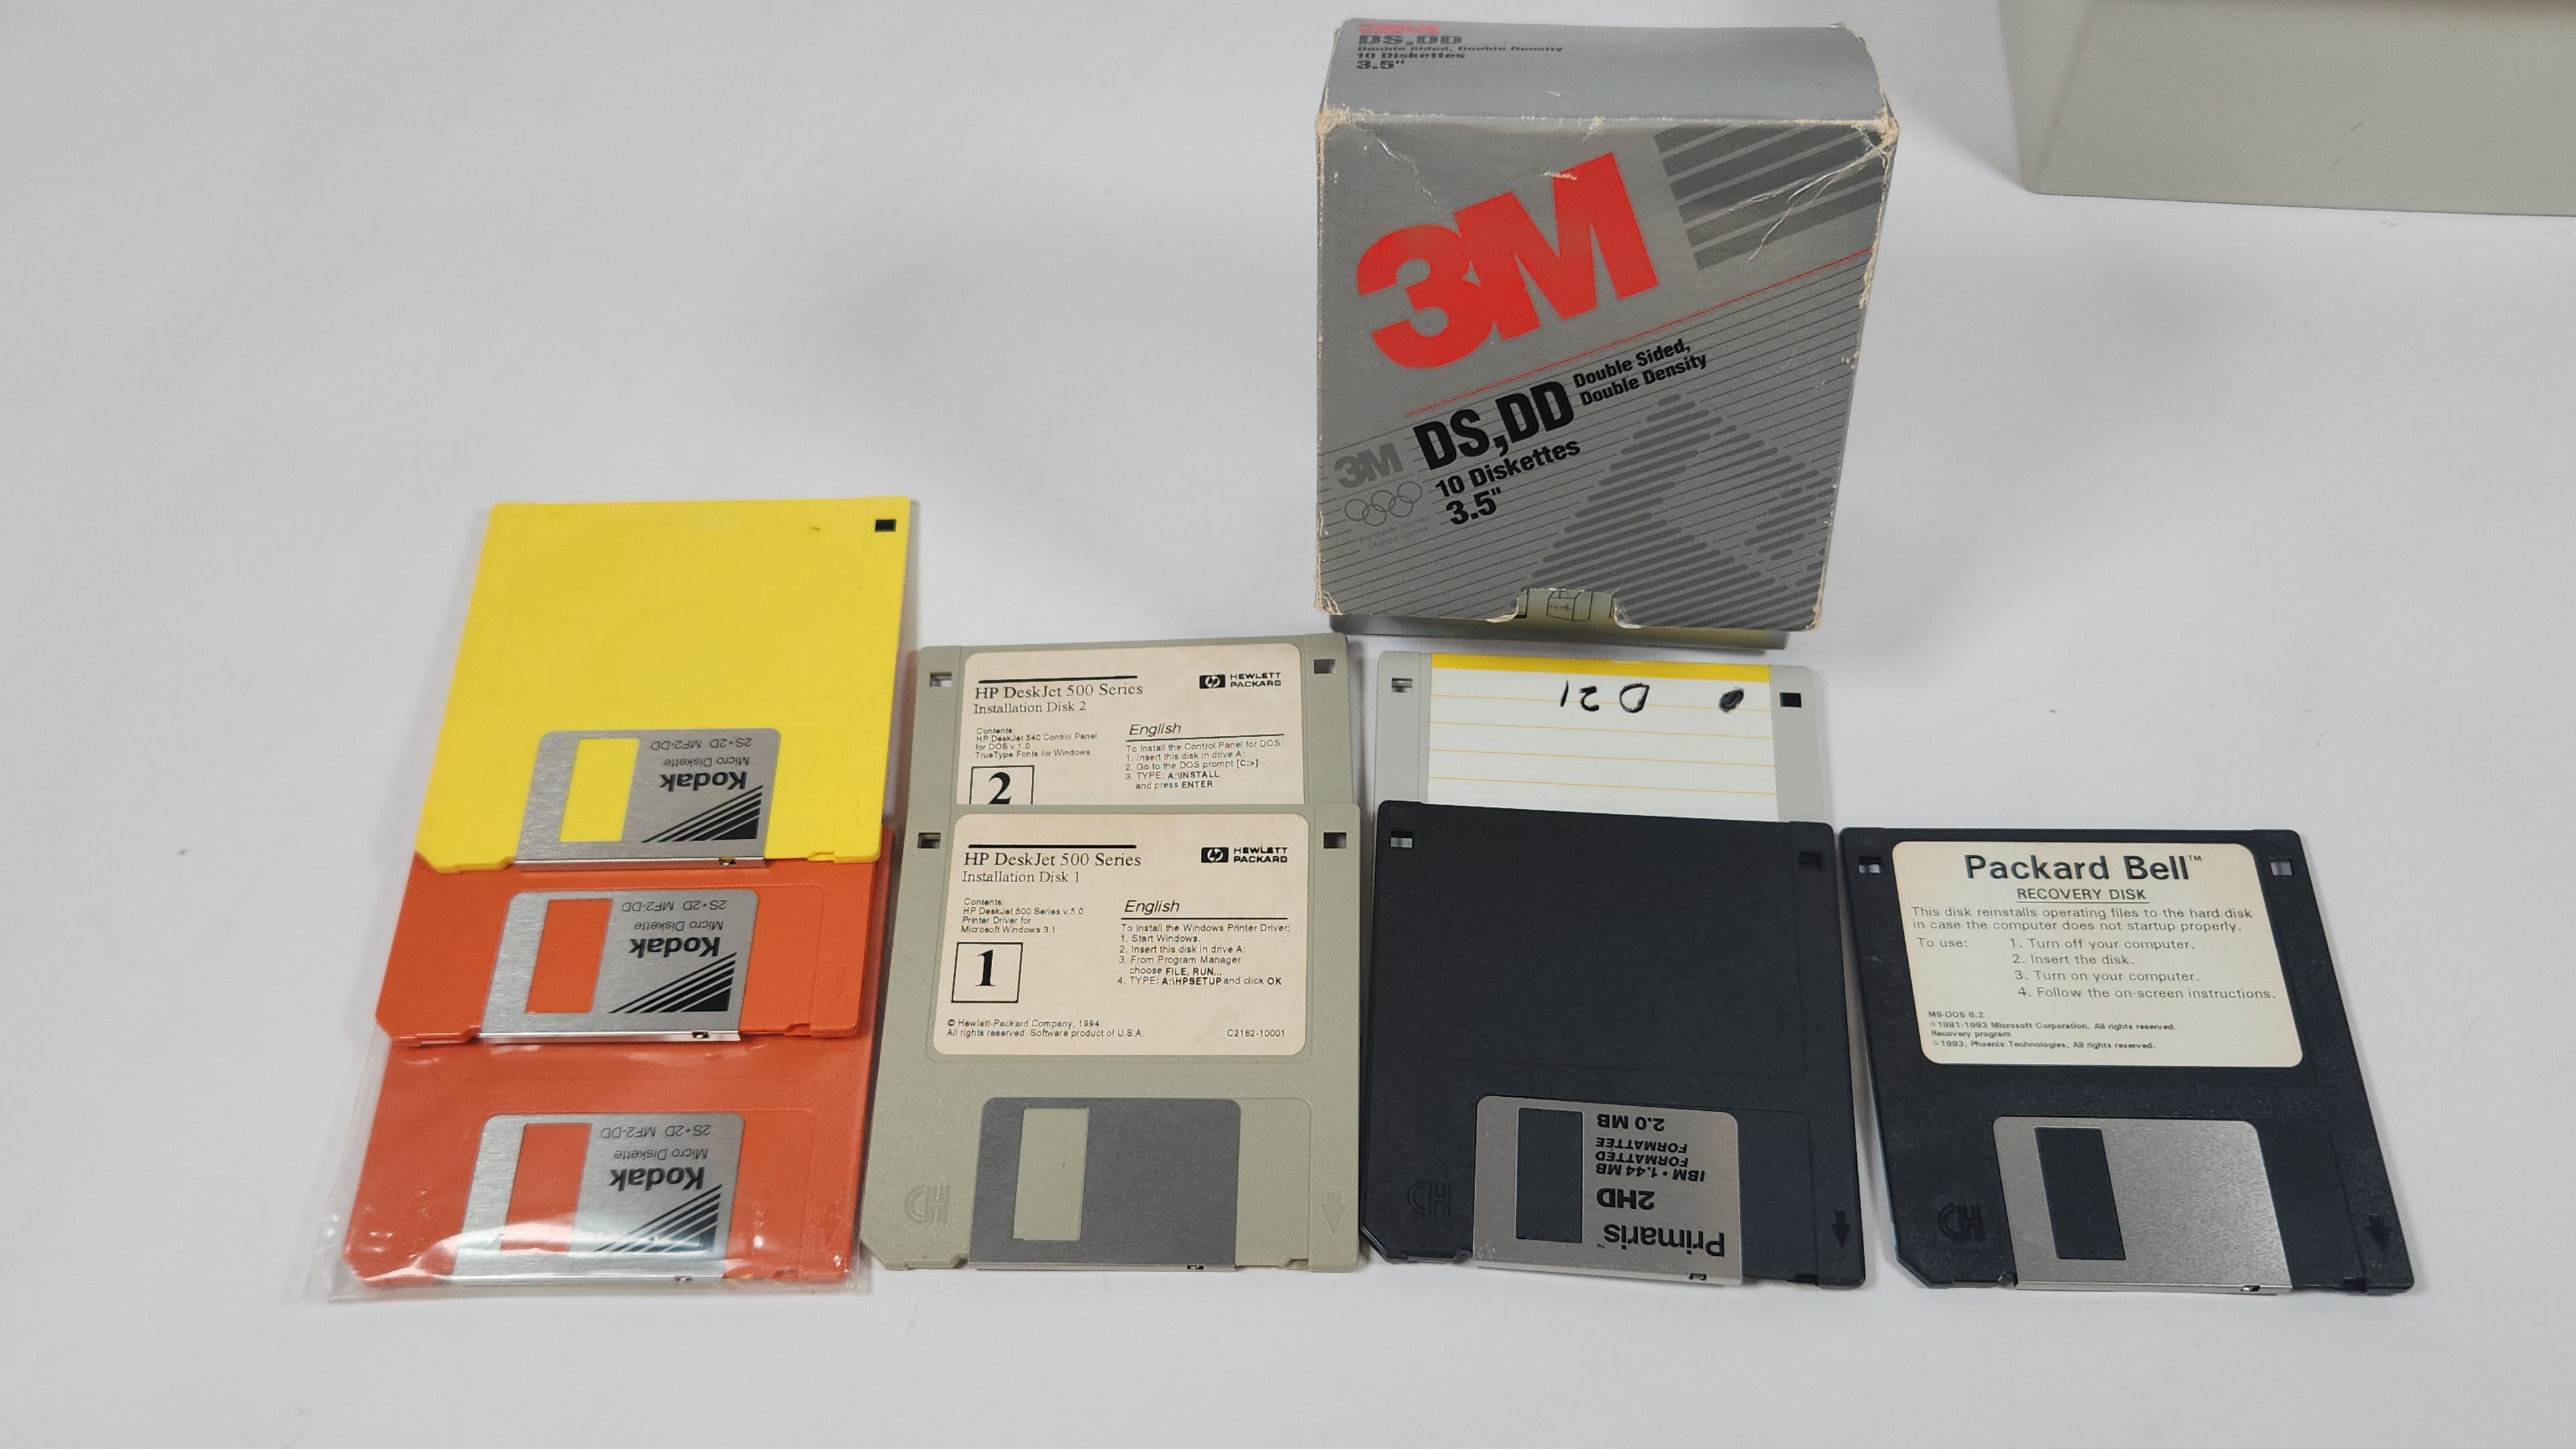 3M
DS,DD
Double Sided, Double Density
10 Diskettes
3.5"
3M
DS,DD
Double Sided,
Double Density
10 Diskettes
3.5"
3M
Worldwide Sponsor
Olympic Games
2S•2D MF2-DD
Micro Diskette
Kodak
2S•2D MF2-DD
Micro Diskette
Kodak
2S•2D MF2-DD
Micro Diskette
Kodak
HP DeskJet 500 Series
Installation Disk 2
hp HEWLETT
PACKARD
Contents:
HP DeskJet 540 Control Panel
for DOS v.1.0
TrueType Fonts for Windows
2
English
To Install the Control Panel for DOS:
1. Insert this disk in drive A:
2. Go to the DOS prompt [C:>]
3. TYPE: A:\INSTALL
and press ENTER
HP DeskJet 500 Series
Installation Disk 1
hp HEWLETT
PACKARD
Contents:
HP DeskJet 500 Series v.5.0
Printer Driver for
Microsoft Windows 3.1
1
English
To install the Windows Printer Driver:
1. Start Windows.
2. Insert this disk in drive A:
3. From Program Manager
choose FILE, RUN...
4. TYPE: A:\HPSETUP and click OK
© Hewlett-Packard Company, 1994.
All rights reserved. Software product of U.S.A.
C2162-10001
HD
D 21
Primaris™
2HD
IBM • 1.44 MB
FORMATTED
FORMATTEE
2.0 MB
HD
Packard Bell™
RECOVERY DISK
This disk reinstalls operating files to the hard disk
in case the computer does not startup properly.
To use: 1. Turn off your computer.
2. Insert the disk.
3. Turn on your computer.
4. Follow the on-screen instructions.
MS-DOS 6.2
©1981-1993 Microsoft Corporation. All rights reserved.
Recovery program
©1993, Phoenix Technologies, All rights reserved.
HD